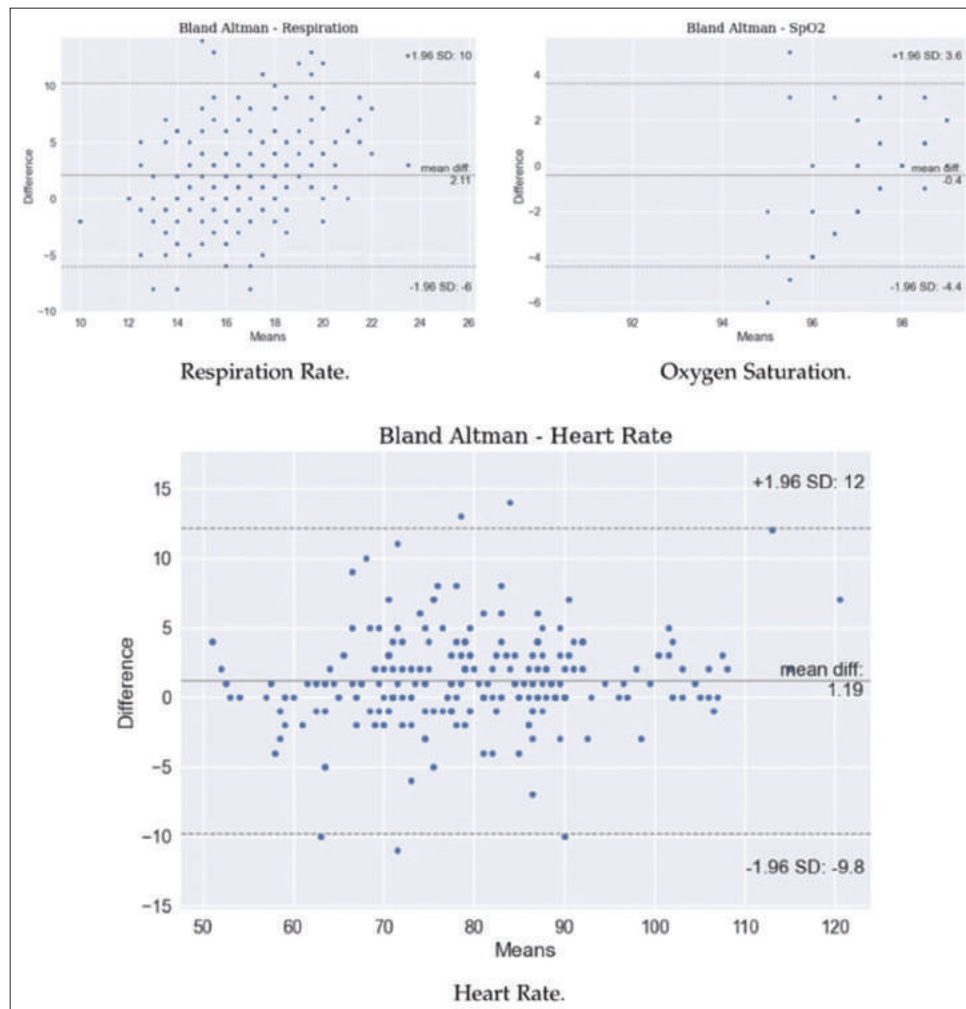 Bland Altman - Respiration
+1.96 SD: 10
10
5
0
−5
−10
Difference
mean diff:
2.11
-1.96 SD: -6
10 12 14 16 18 20 22 24 26
Means
Respiration Rate.
Bland Altman - SpO2
+1.96 SD: 3.6
4
2
0
−2
−4
−6
Difference
mean diff:
-0.4
-1.96 SD: -4.4
92 94 96 98
Means
Oxygen Saturation.
Bland Altman - Heart Rate
+1.96 SD: 12
15
10
5
0
−5
−10
−15
Difference
mean diff:
1.19
-1.96 SD: -9.8
50 60 70 80 90 100 110 120
Means
Heart Rate.